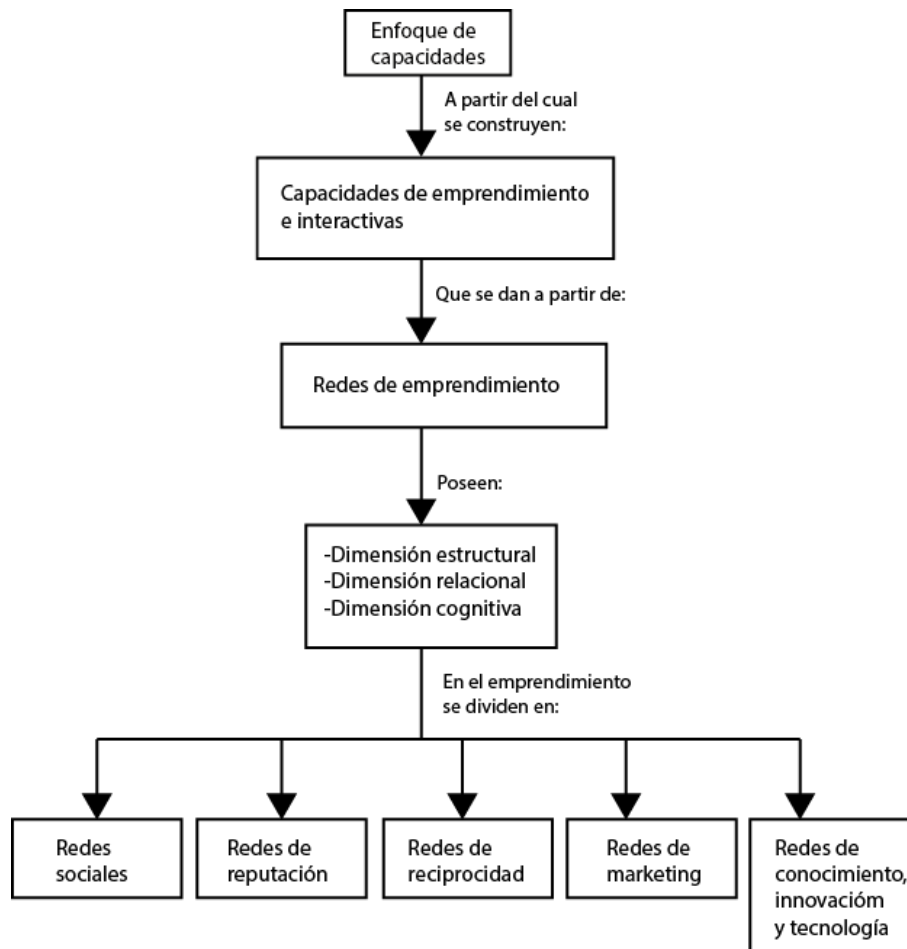 Enfoque de
capacidades
A partir del cual
se construyen:
Capacidades de emprendimiento
e interactivas
Que se dan a partir de:
Redes de emprendimiento
Poseen:
-Dimensión estructural
-Dimensión relacional
-Dimensión cognitiva
En el emprendimiento
se dividen en:
Redes
sociales
Redes de
reputación
Redes de
reciprocidad
Redes de
marketing
Redes de
conocimiento,
innovacióm
y tecnología